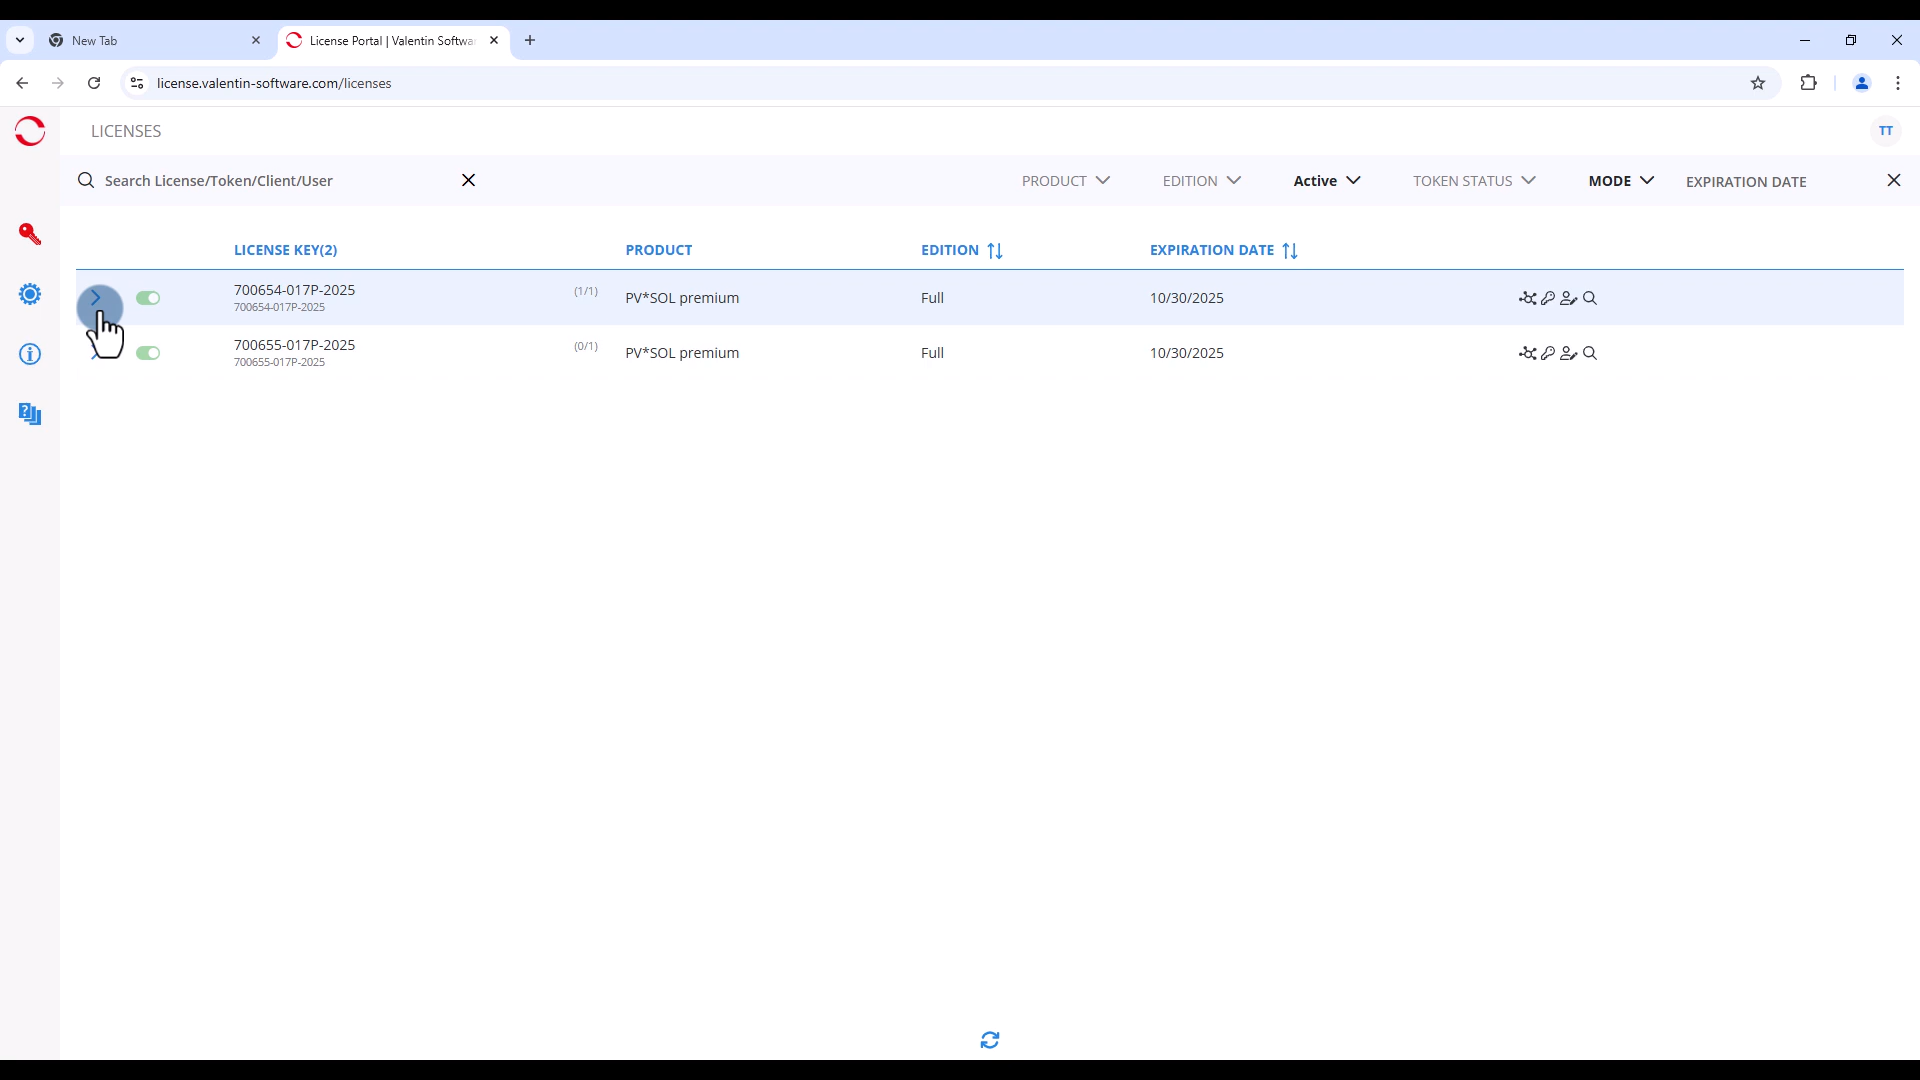 New Tab
License Portal | Valentin Softwa
license.valentin-software.com/licenses
LICENSES
TT
Search License/Token/Client/User
PRODUCT
EDITION
Active
TOKEN STATUS
MODE
EXPIRATION DATE
LICENSE KEY(2)
PRODUCT
EDITION
EXPIRATION DATE
700654-017P-2025
700654-017P-2025
(1/1)
PV*SOL premium
Full
10/30/2025
700655-017P-2025
700655-017P-2025
(0/1)
PV*SOL premium
Full
10/30/2025